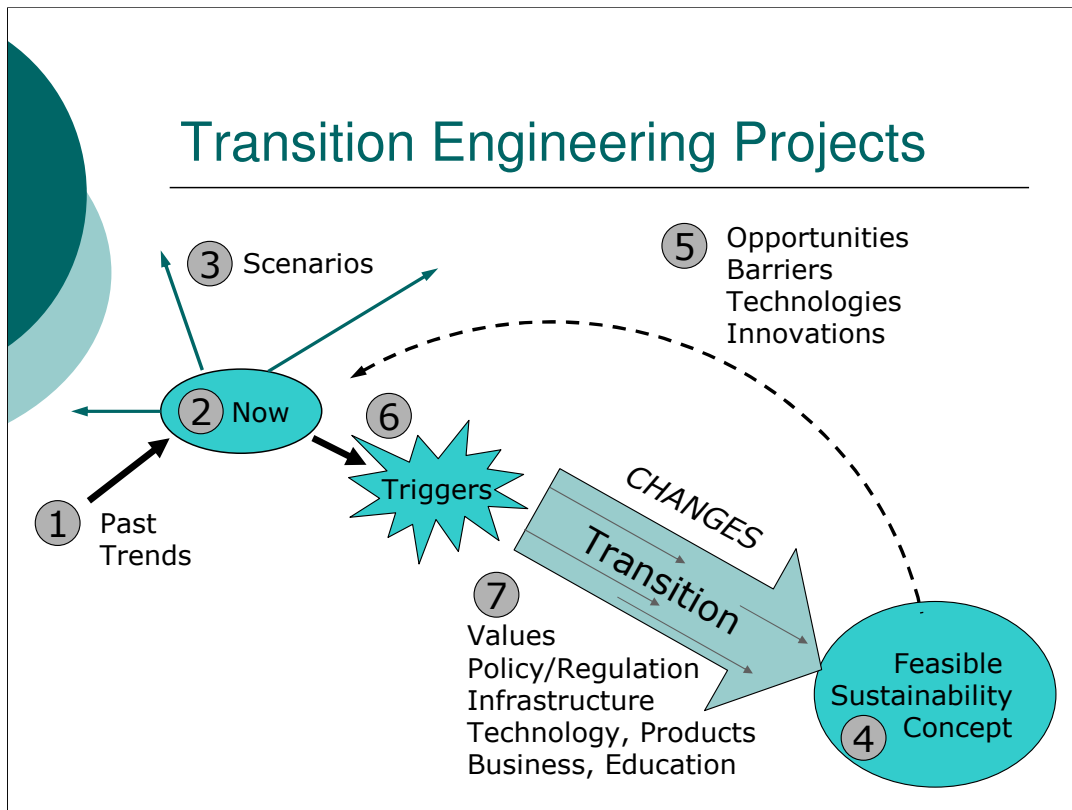 Transition Engineering Projects
3 Scenarios
5 Opportunities
Barriers
Technologies
Innovations
2 Now
6
Triggers
1 Past
Trends
CHANGES
Transition
7
Values
Policy/Regulation
Infrastructure
Technology, Products
Business, Education
Feasible
Sustainability
4 Concept